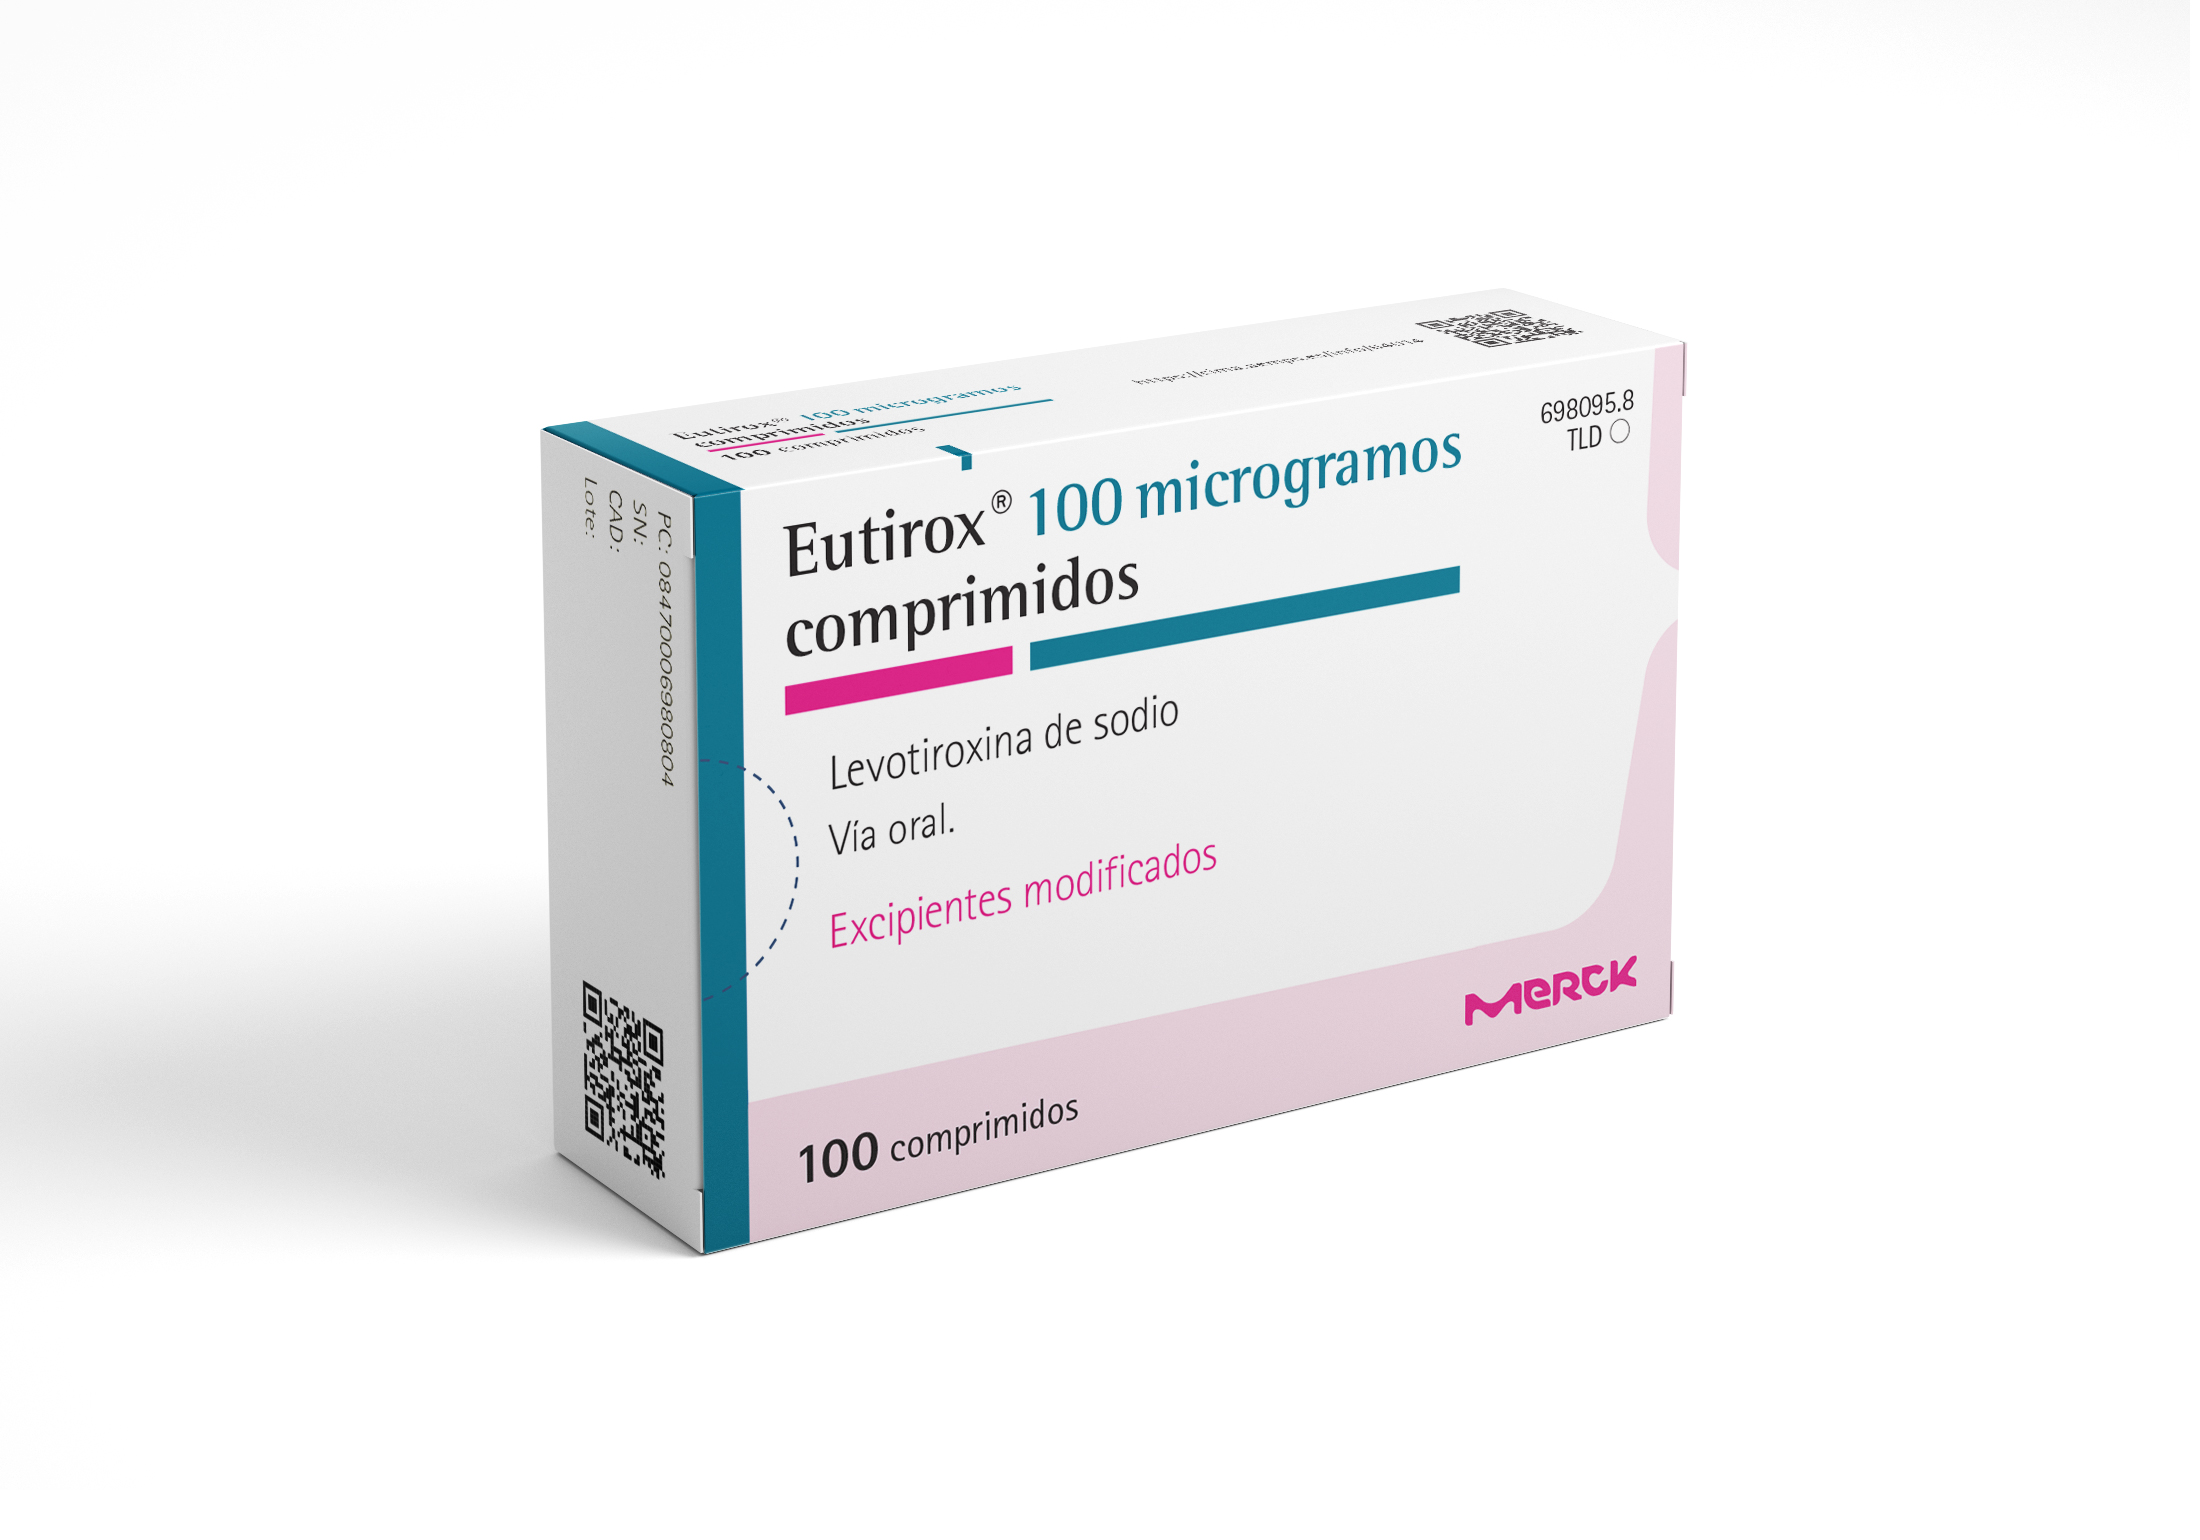 Eutirox® 100 microgramos
comprimidos
100 comprimidos
698095.8
TLD
Eutirox® 100 microgramos
comprimidos
Levotiroxina de sodio
Vía oral.
Excipientes modificados
MERCK
100 comprimidos
PC: 08470006980804
SN:
CAD:
Lote: